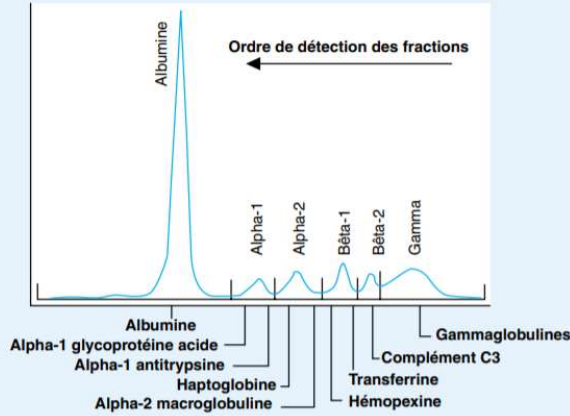 Ordre de détection des fractions
Albumine
Alpha-1
Alpha-2
Bêta-1
Bêta-2
Gamma
Albumine
Alpha-1 glycoprotéine acide
Alpha-1 antitrypsine
Haptoglobine
Alpha-2 macroglobuline
Gammaglobulines
Complément C3
Transferrine
Hémopexine